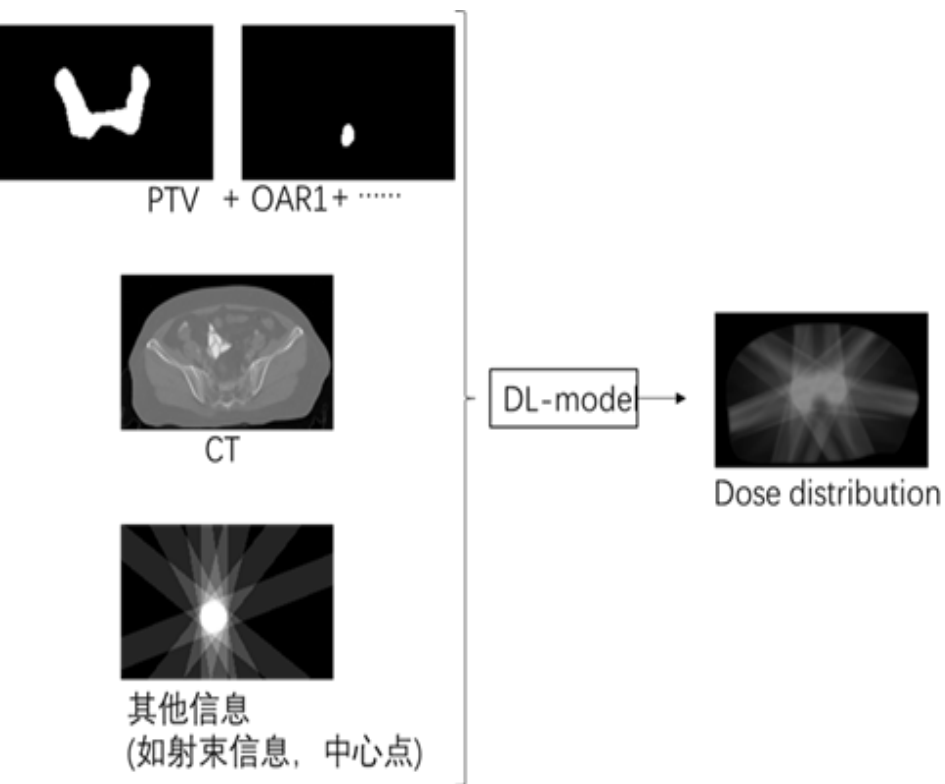 PTV + OAR1+ ······
CT
DL-model
Dose distribution
其他信息
(如射束信息，中心点)